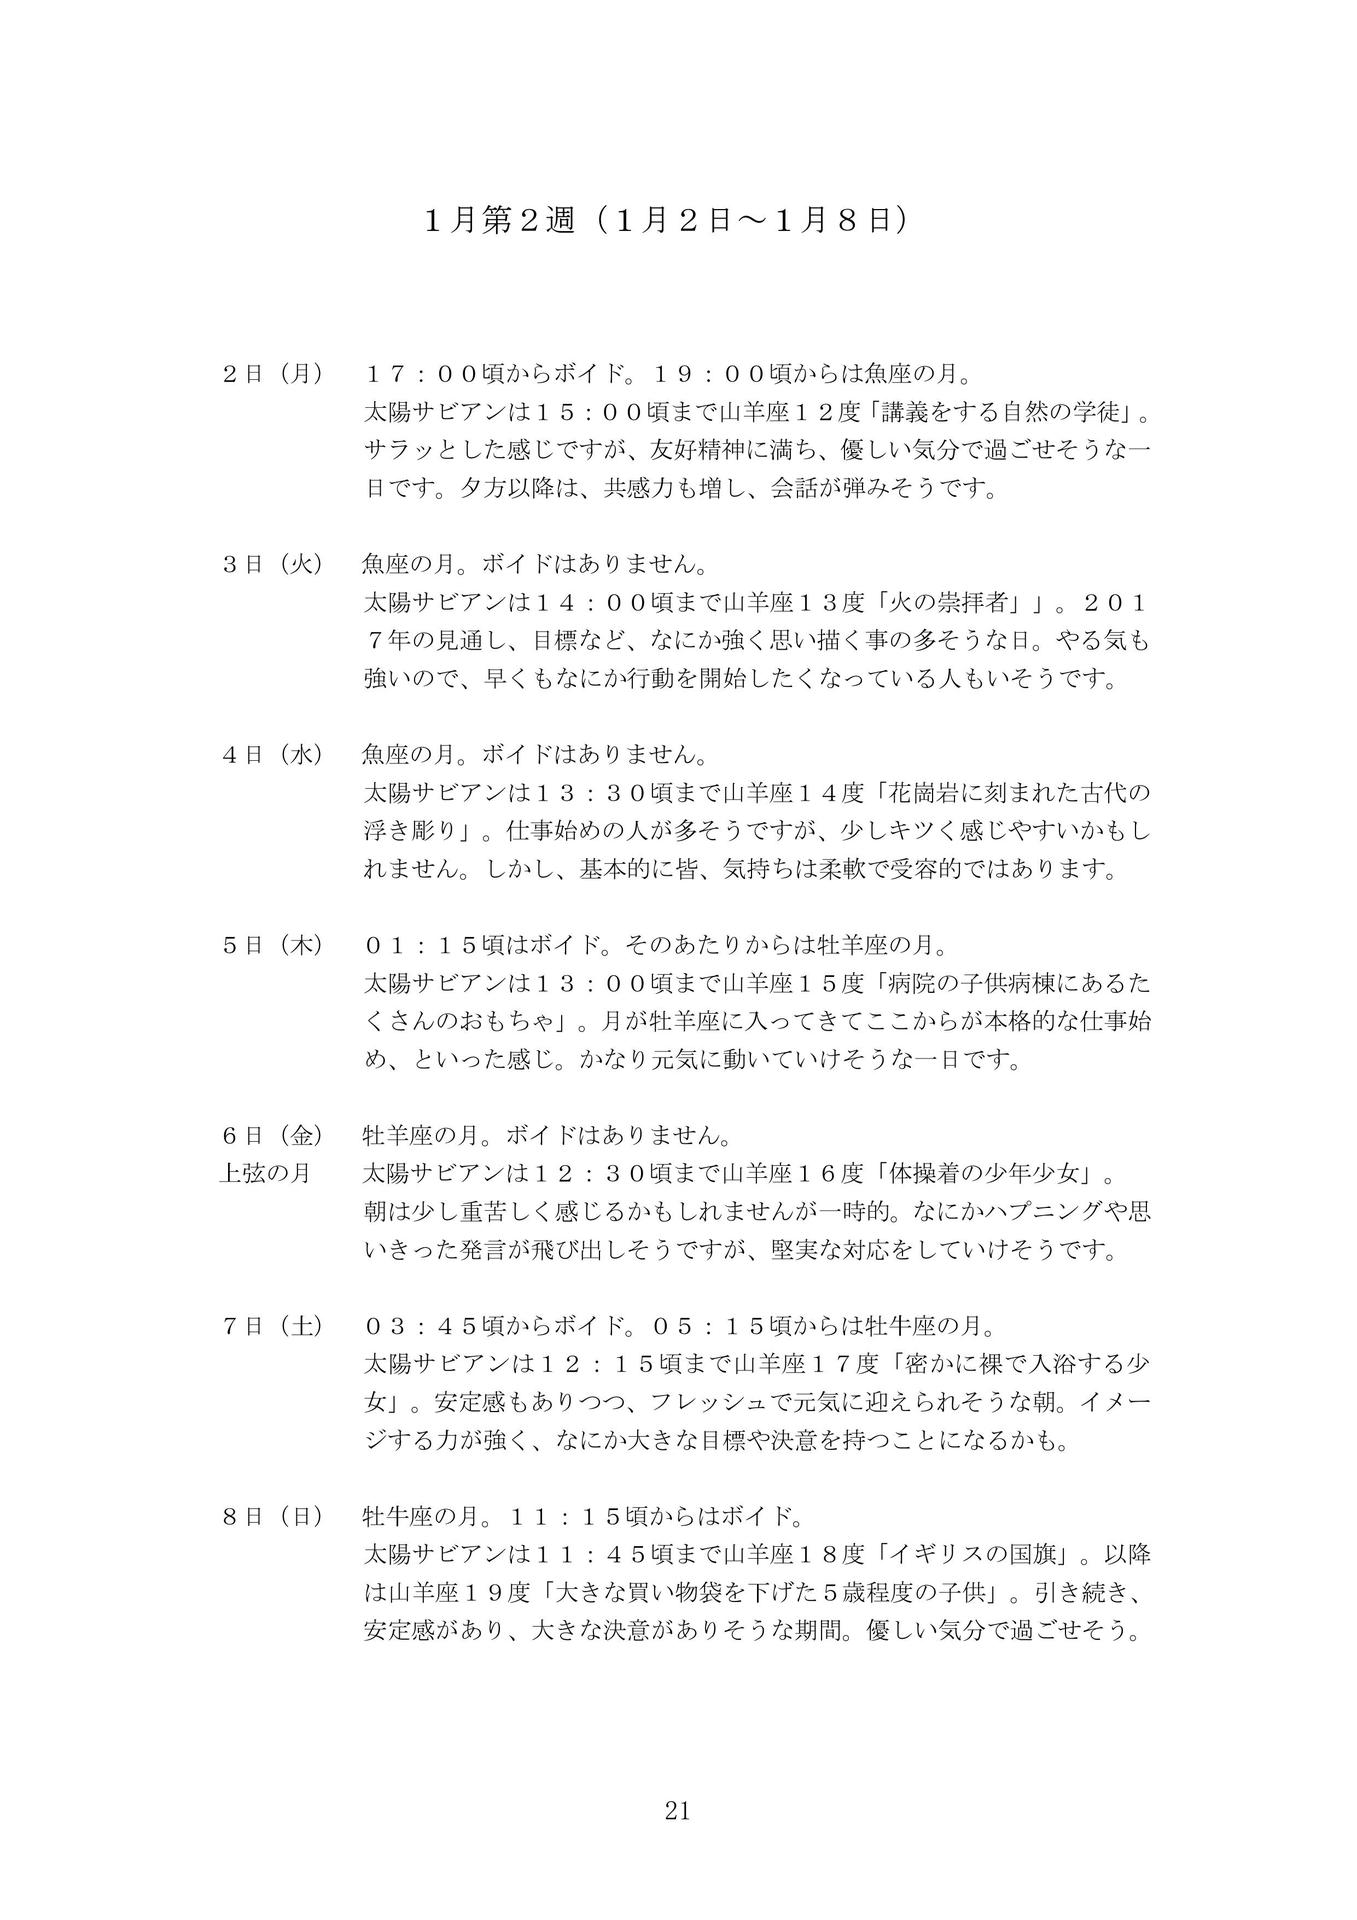 １月第２週（１月２日～１月８日）
２日（月）　１７：００頃からボイド。１９：００頃からは魚座の月。
太陽サビアンは１５：００頃まで山羊座１２度「講義をする自然の学徒」。
サラッとした感じですが、友好精神に満ち、優しい気分で過ごせそうな一
日です。夕方以降は、共感力も増し、会話が弾みそうです。
３日（火）　魚座の月。ボイドはありません。
太陽サビアンは１４：００頃まで山羊座１３度「火の崇拝者」」。２０１
７年の見通し、目標など、なにか強く思い描く事の多そうな日。やる気も
強いので、早くもなにか行動を開始したくなっている人もいそうです。
４日（水）　魚座の月。ボイドはありません。
太陽サビアンは１３：３０頃まで山羊座１４度「花崗岩に刻まれた古代の
浮き彫り」。仕事始めの人が多そうですが、少しキツく感じやすいかもし
れません。しかし、基本的に皆、気持ちは柔軟で受容的ではあります。
５日（木）　０１：１５頃はボイド。そのあたりからは牡羊座の月。
太陽サビアンは１３：００頃まで山羊座１５度「病院の子供病棟にあるた
くさんのおもちゃ」。月が牡羊座に入ってきてここからが本格的な仕事始
め、といった感じ。かなり元気に動いていけそうな一日です。
６日（金）　牡羊座の月。ボイドはありません。
上弦の月　太陽サビアンは１２：３０頃まで山羊座１６度「体操着の少年少女」。
朝は少し重苦しく感じるかもしれませんが一時的。なにかハプニングや思
いきった発言が飛び出しそうですが、堅実な対応をしていけそうです。
７日（土）　０３：４５頃からボイド。０５：１５頃からは牡牛座の月。
太陽サビアンは１２：１５頃まで山羊座１７度「密かに裸で入浴する少
女」。安定感もありつつ、フレッシュで元気に迎えられそうな朝。イメー
ジする力が強く、なにか大きな目標や決意を持つことになるかも。
８日（日）　牡牛座の月。１１：１５頃からはボイド。
太陽サビアンは１１：４５頃まで山羊座１８度「イギリスの国旗」。以降
は山羊座１９度「大きな買い物袋を下げた５歳程度の子供」。引き続き、
安定感があり、大きな決意がありそうな期間。優しい気分で過ごせそう。
21